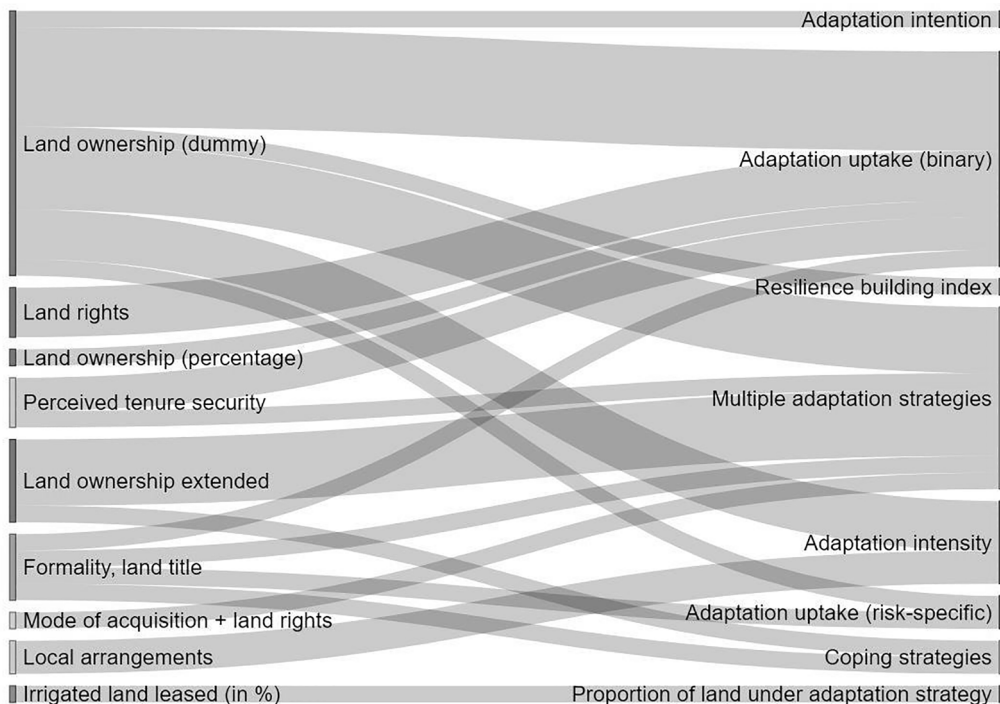 Land ownership (dummy)
Land rights
Land ownership (percentage)
Perceived tenure security
Land ownership extended
Formality, land title
Mode of acquisition + land rights
Local arrangements
Irrigated land leased (in %)
Adaptation intention
Adaptation uptake (binary)
Resilience building index
Multiple adaptation strategies
Adaptation intensity
Adaptation uptake (risk-specific)
Coping strategies
Proportion of land under adaptation strategy